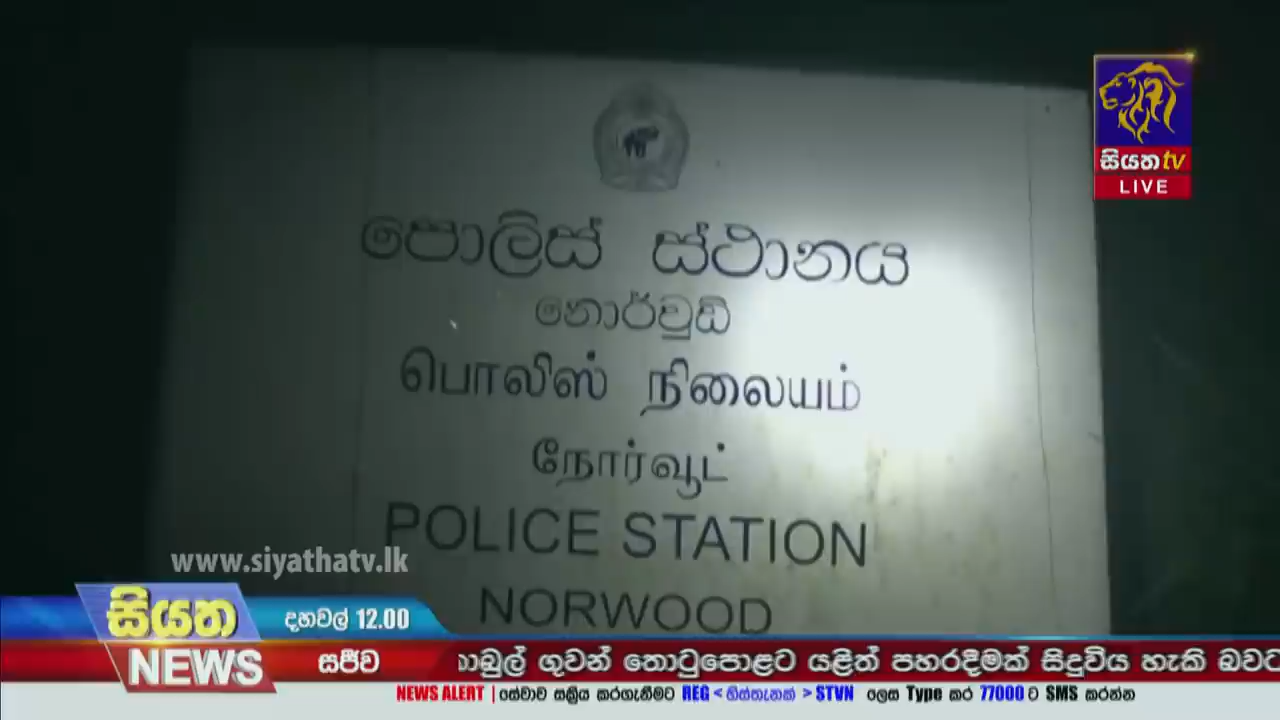 සියත tv
LIVE
පොලිස් ස්ථානය
නොර්වුඩ්
பொலிஸ் நிலையம்
நோர்வூட்
POLICE STATION
NORWOOD
www.siyathatv.lk
සියත
NEWS
දහවල් 12.00
සජීව
ගුවන් තොටුපොළට යළිත් පහරදීමක් සිදුවිය හැකි බවට
NEWS ALERT | සේවාව සක්‍රිය කරගැනීමට REG < හිස්තැනක් > STVN ලෙස Type කර 77000 ට SMS කරන්න